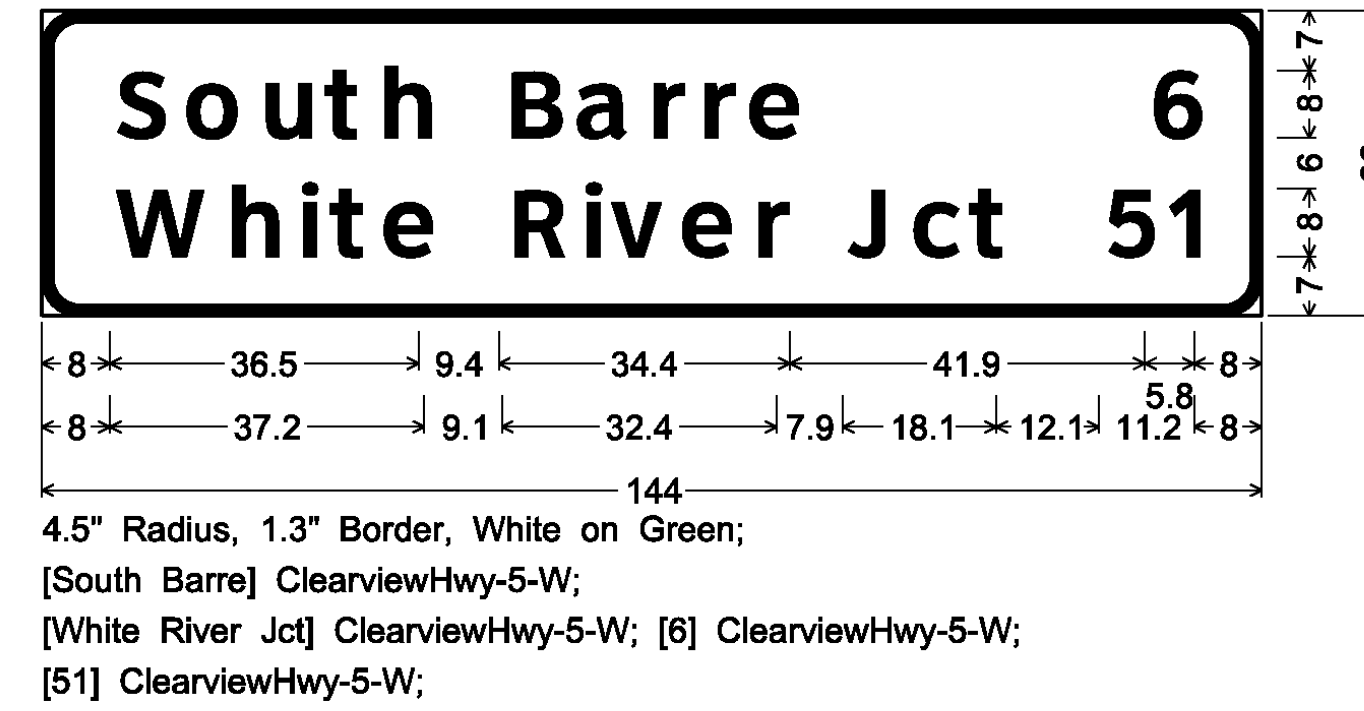 South Barre 6
White River Jct 51
7
8
6
8
7
8 36.5 9.4 34.4 41.9 5.8 8
8 37.2 9.1 32.4 7.9 18.1 12.1 11.2 8
144
4.5" Radius, 1.3" Border, White on Green;
[South Barre] ClearviewHwy-5-W;
[White River Jct] ClearviewHwy-5-W; [6] ClearviewHwy-5-W;
[51] ClearviewHwy-5-W;